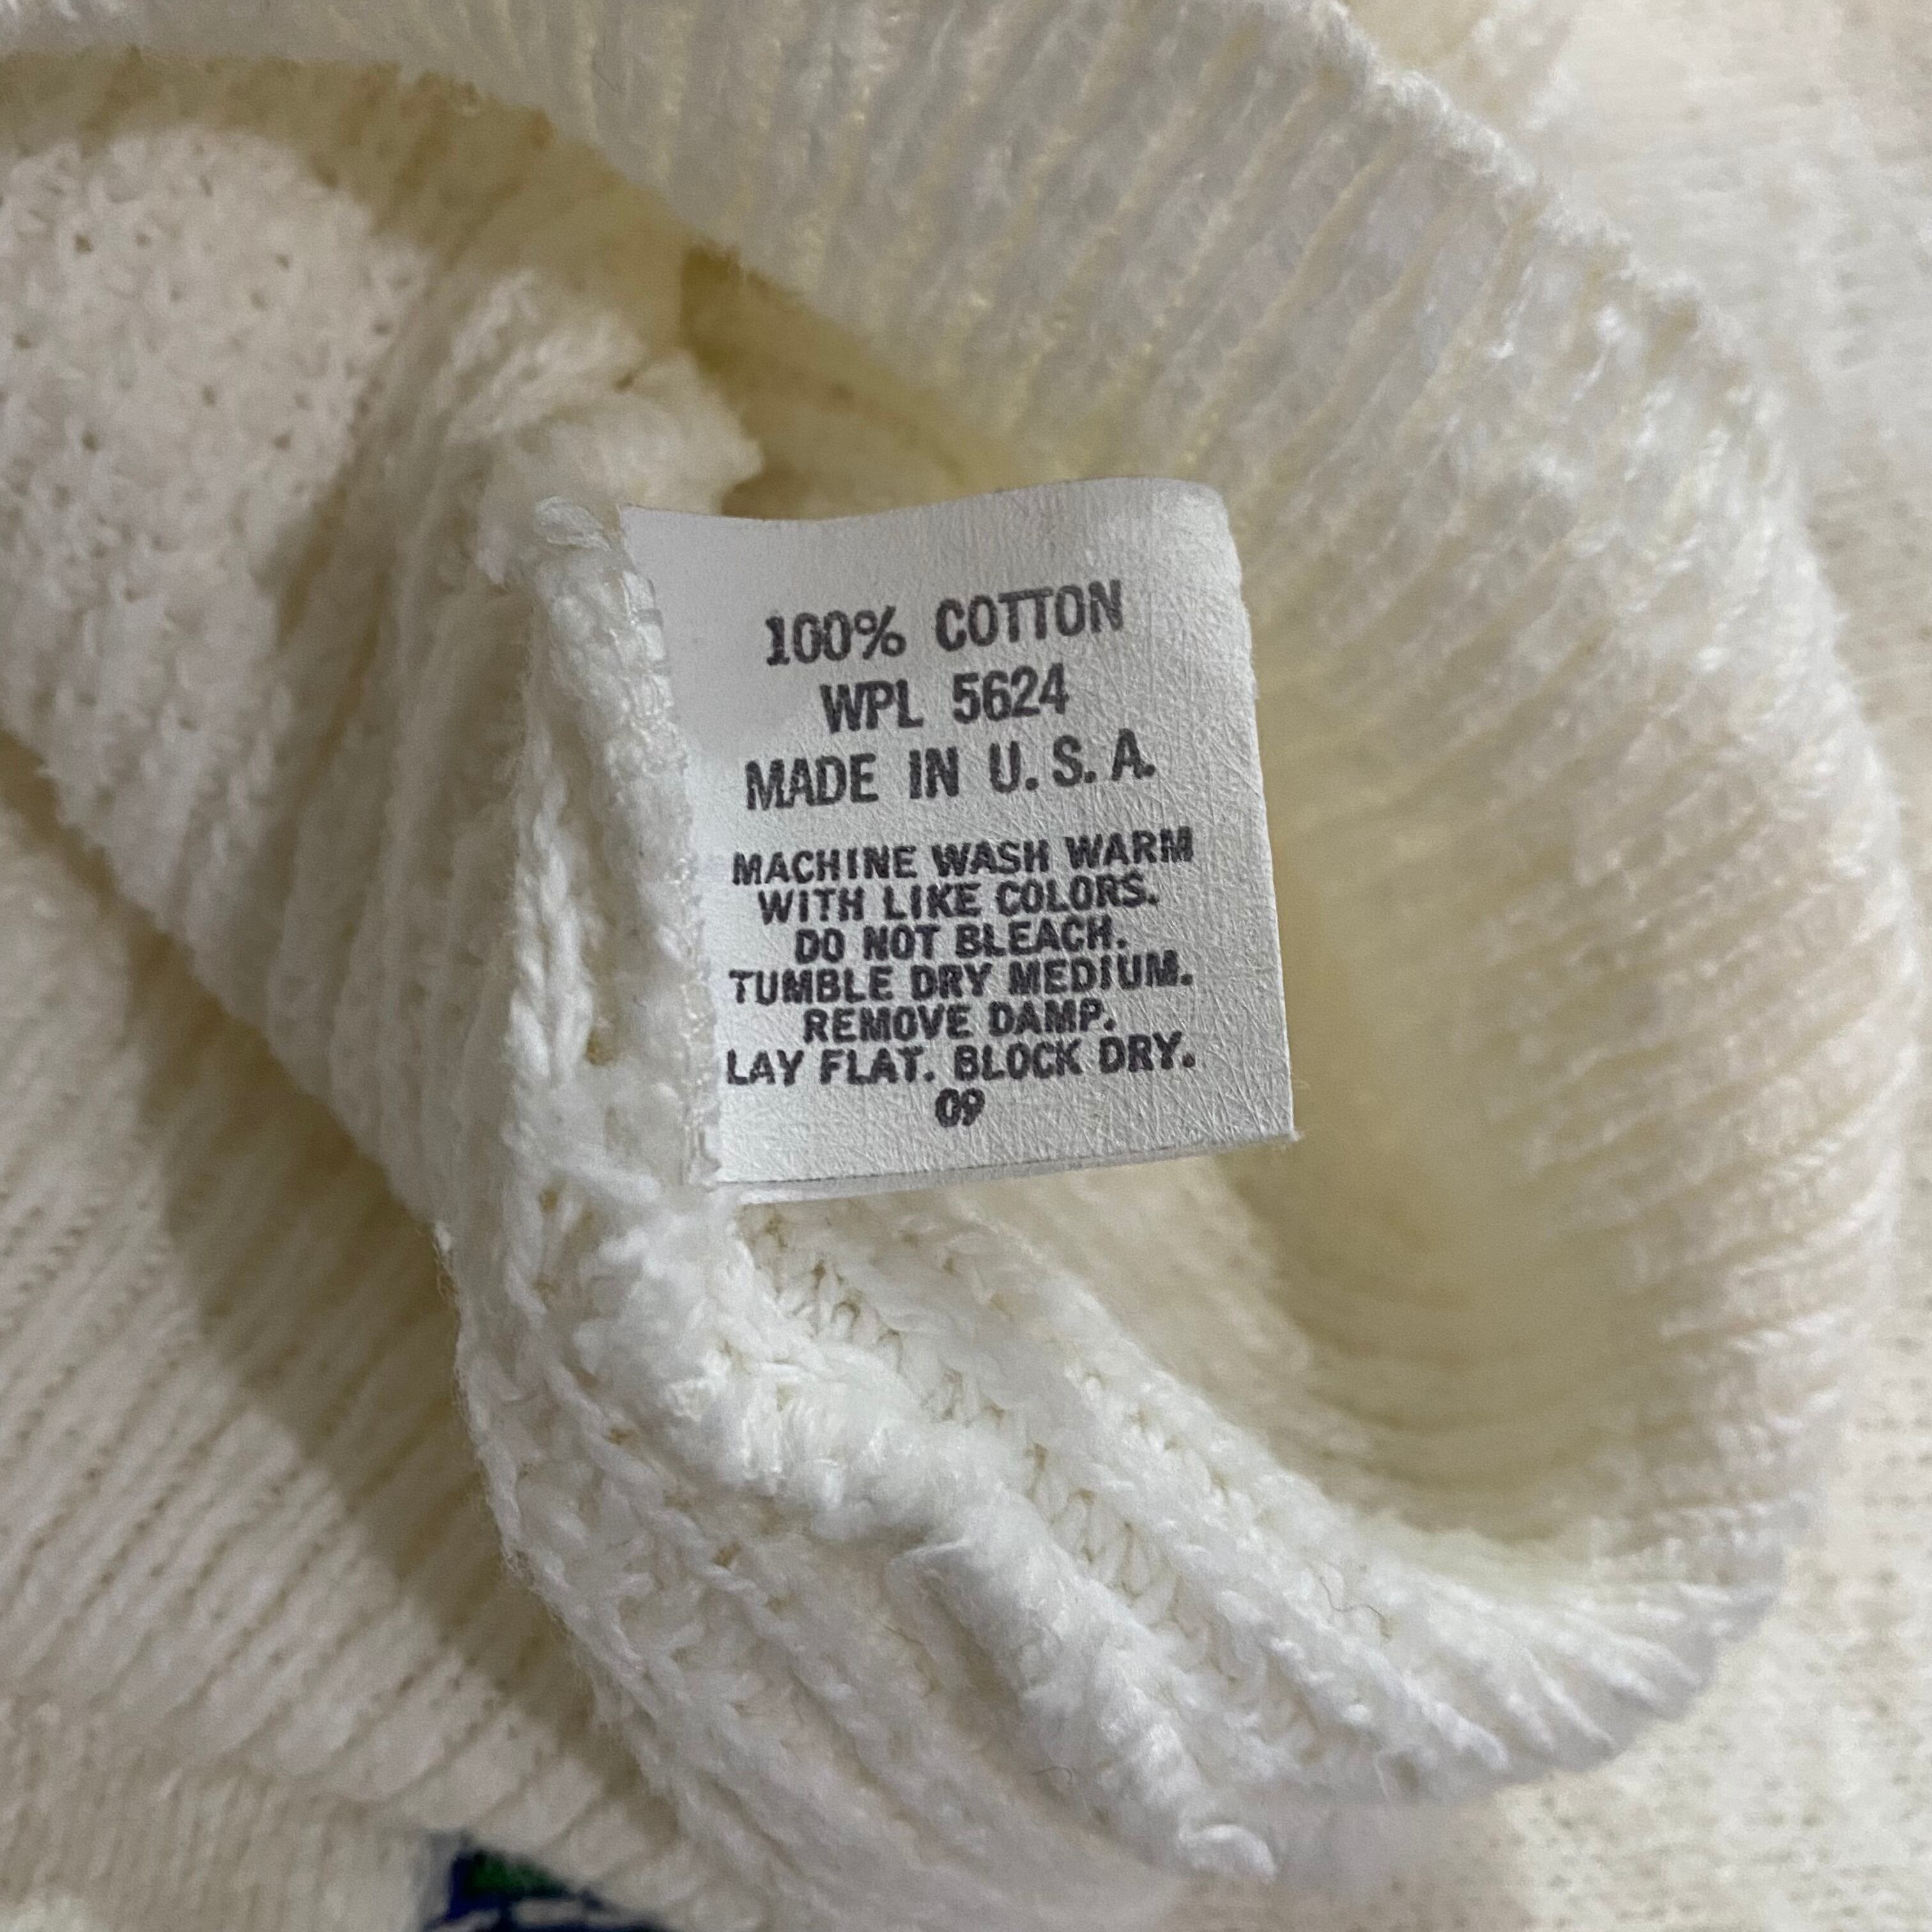 100% COTTON
WPL 5624
MADE IN U.S.A.
MACHINE WASH WARM
WITH LIKE COLORS.
DO NOT BLEACH.
TUMBLE DRY MEDIUM.
REMOVE DAMP.
LAY FLAT. BLOCK DRY.
09